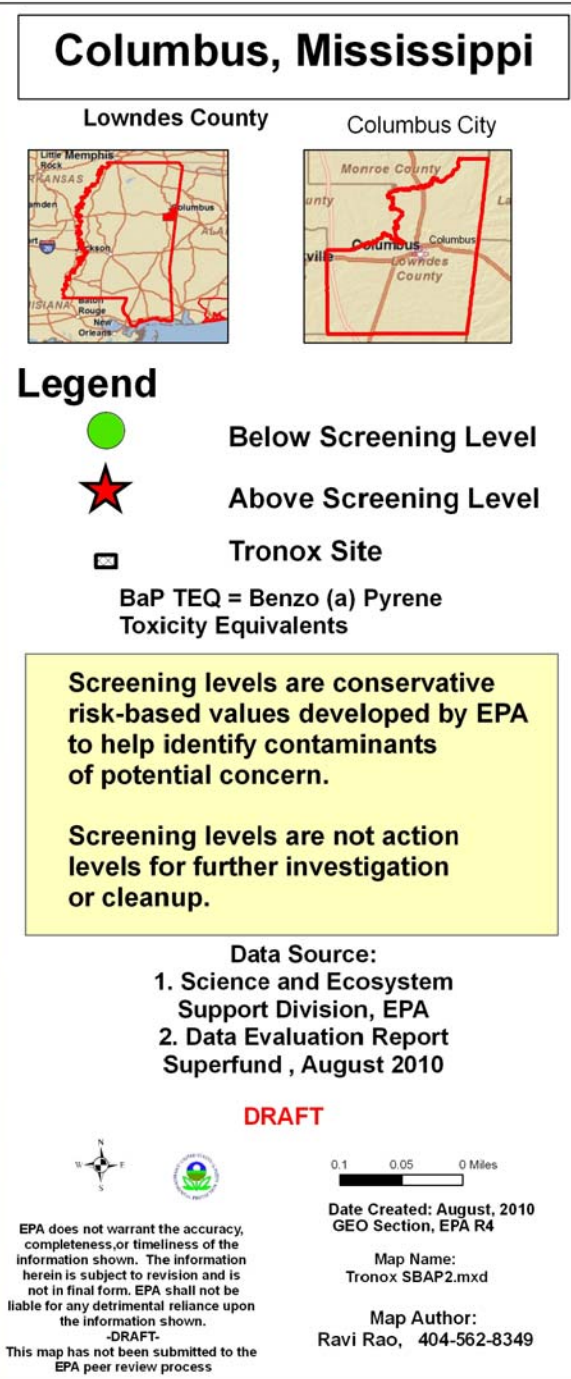 Columbus, Mississippi
Lowndes County
Columbus City
Little Memphis
Rock
RKANSAS
amden
Columbus
ALA
Jackson
ISIANA
Baton
Rouge
New
Orleans
Monroe County
unty
La
Columbus
Columbus
ville
Lowndes
County
Legend
Below Screening Level
Above Screening Level
Tronox Site
BaP TEQ = Benzo (a) Pyrene
Toxicity Equivalents
Screening levels are conservative
risk-based values developed by EPA
to help identify contaminants
of potential concern.
Screening levels are not action
levels for further investigation
or cleanup.
Data Source:
1. Science and Ecosystem
Support Division, EPA
2. Data Evaluation Report
Superfund , August 2010
DRAFT
N
W E
S
0.1 0.05 0 Miles
EPA does not warrant the accuracy,
completeness,or timeliness of the
information shown. The information
herein is subject to revision and is
not in final form. EPA shall not be
liable for any detrimental reliance upon
the information shown.
-DRAFT-
This map has not been submitted to the
EPA peer review process
Date Created: August, 2010
GEO Section, EPA R4
Map Name:
Tronox SBAP2.mxd
Map Author:
Ravi Rao, 404-562-8349